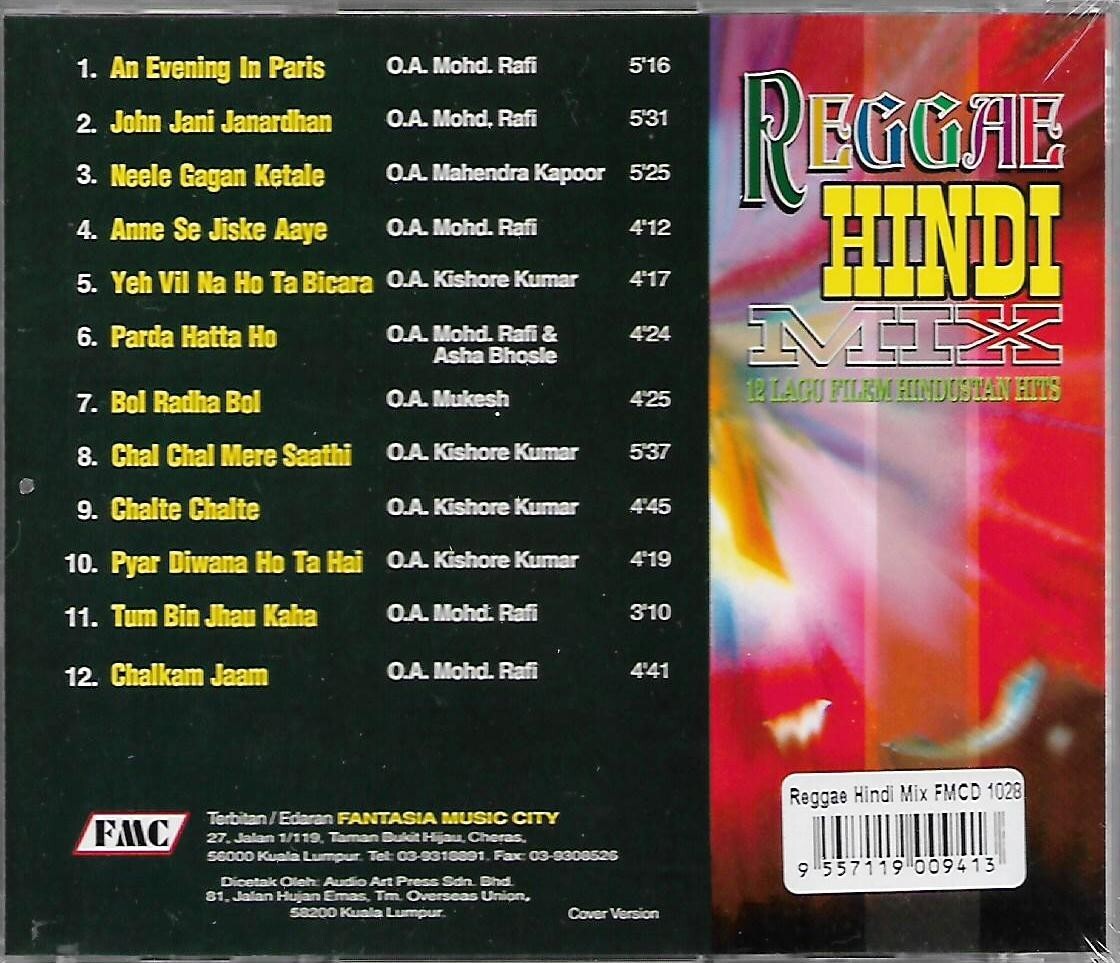 1. An Evening In Paris O.A. Mohd. Rafi 5'16
2. John Jani Janardhan O.A. Mohd. Rafi 5'31
3. Neele Gagan Ketale O.A. Mahendra Kapoor 5'25
4. Anne Se Jiske Aaye O.A. Mohd. Rafi 4'12
5. Yeh Vil Na Ho Ta Bicara O.A. Kishore Kumar 4'17
6. Parda Hatta Ho O.A. Mohd. Rafi & 4'24
Asha Bhosle
7. Bol Radha Bol O.A. Mukesh 4'25
8. Chal Chal Mere Saathi O.A. Kishore Kumar 5'37
9. Chalte Chalte O.A. Kishore Kumar 4'45
10. Pyar Diwana Ho Ta Hai O.A. Kishore Kumar 4'19
11. Tum Bin Jhau Kaha O.A. Mohd. Rafi 3'10
12. Chalkam Jaam O.A. Mohd. Rafi 4'41
FMC
Terbitan / Edaran FANTASIA MUSIC CITY
27, Jalan 1/119, Taman Bukit Hijau, Cheras,
56000 Kuala Lumpur. Tel: 03-9318891. Fax: 03-9308526
Dicetak Oleh: Audio Art Press Sdn. Bhd.
81, Jalan Hujan Emas, Tm. Overseas Union,
58200 Kuala Lumpur.
Cover Version
REGGAE
HINDI
MIX
12 LAGU FILEM HINDUSTAN HITS
Reggae Hindi Mix FMCD 1028
9 557119 009413